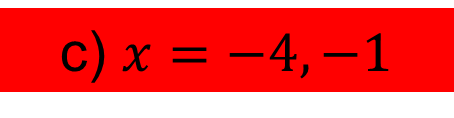 c) x = −4, −1